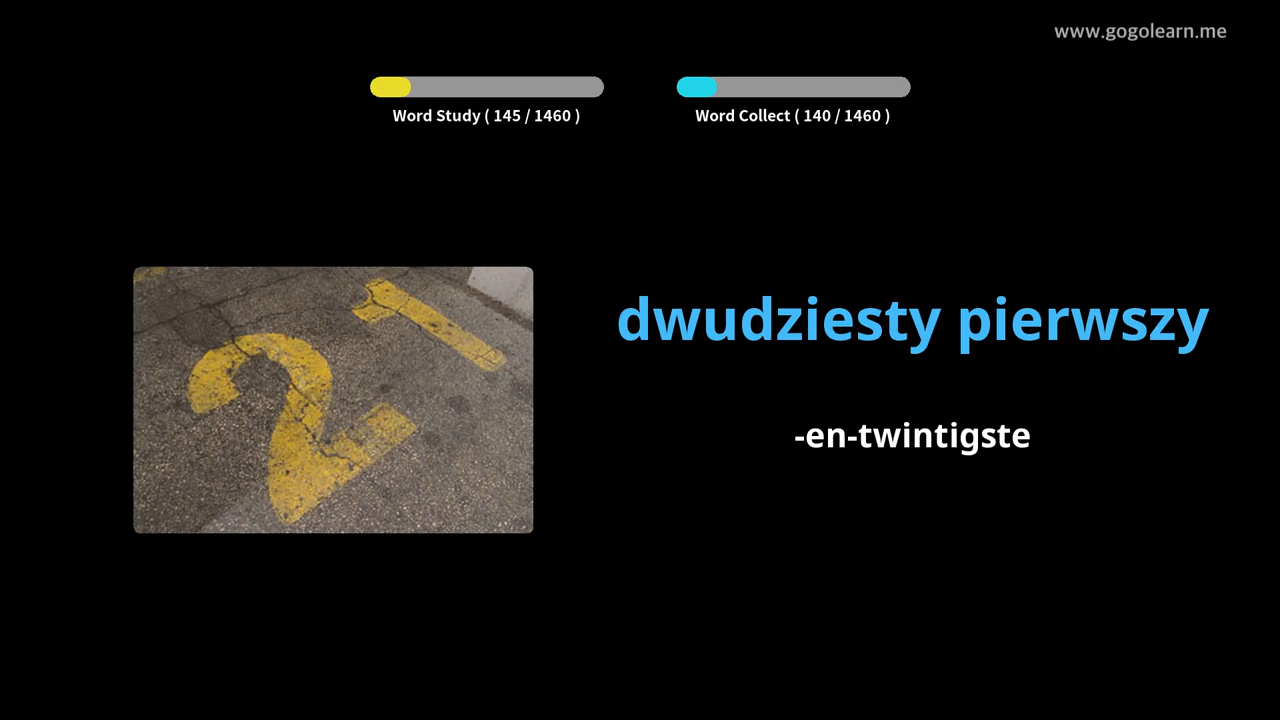 www.gogolearn.me
Word Study ( 145 / 1460 )
Word Collect ( 140 / 1460 )
21
dwudziesty pierwszy
-en-twintigste